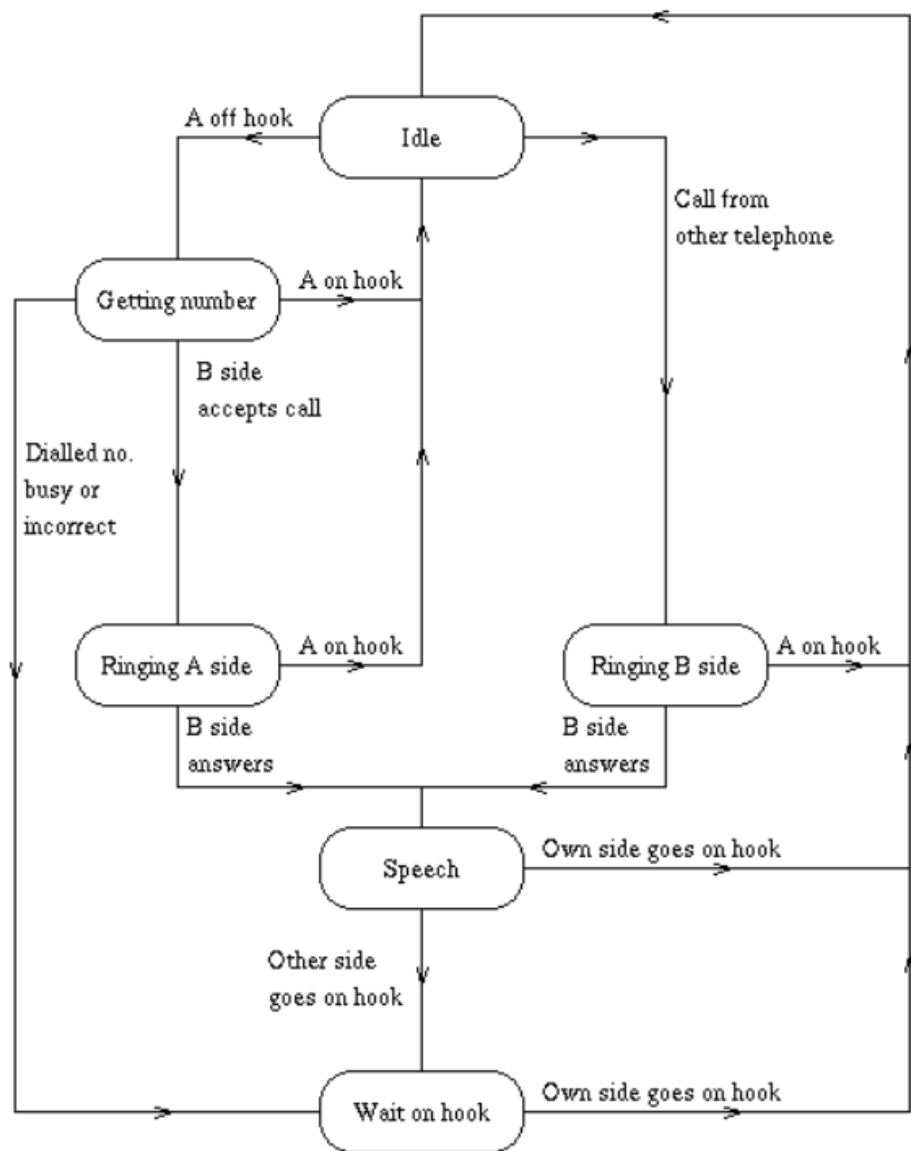 A off hook
Idle
Call from
other telephone
Getting number
A on hook
B side
accepts call
Dialled no.
busy or
incorrect
Ringing A side
A on hook
Ringing B side
A on hook
B side
answers
B side
answers
Speech
Own side goes on hook
Other side
goes on hook
Wait on hook
Own side goes on hook